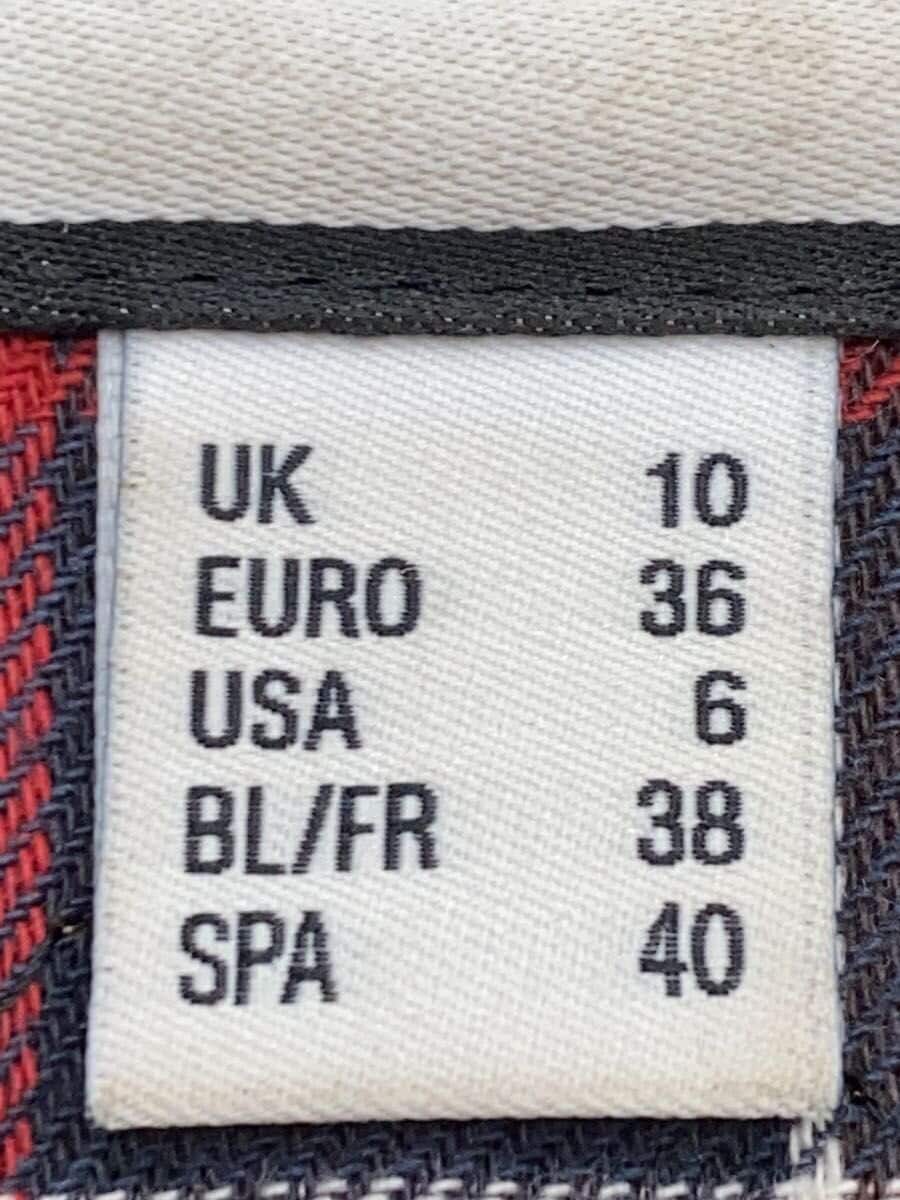 UK 10
EURO 36
USA 6
BL/FR 38
SPA 40